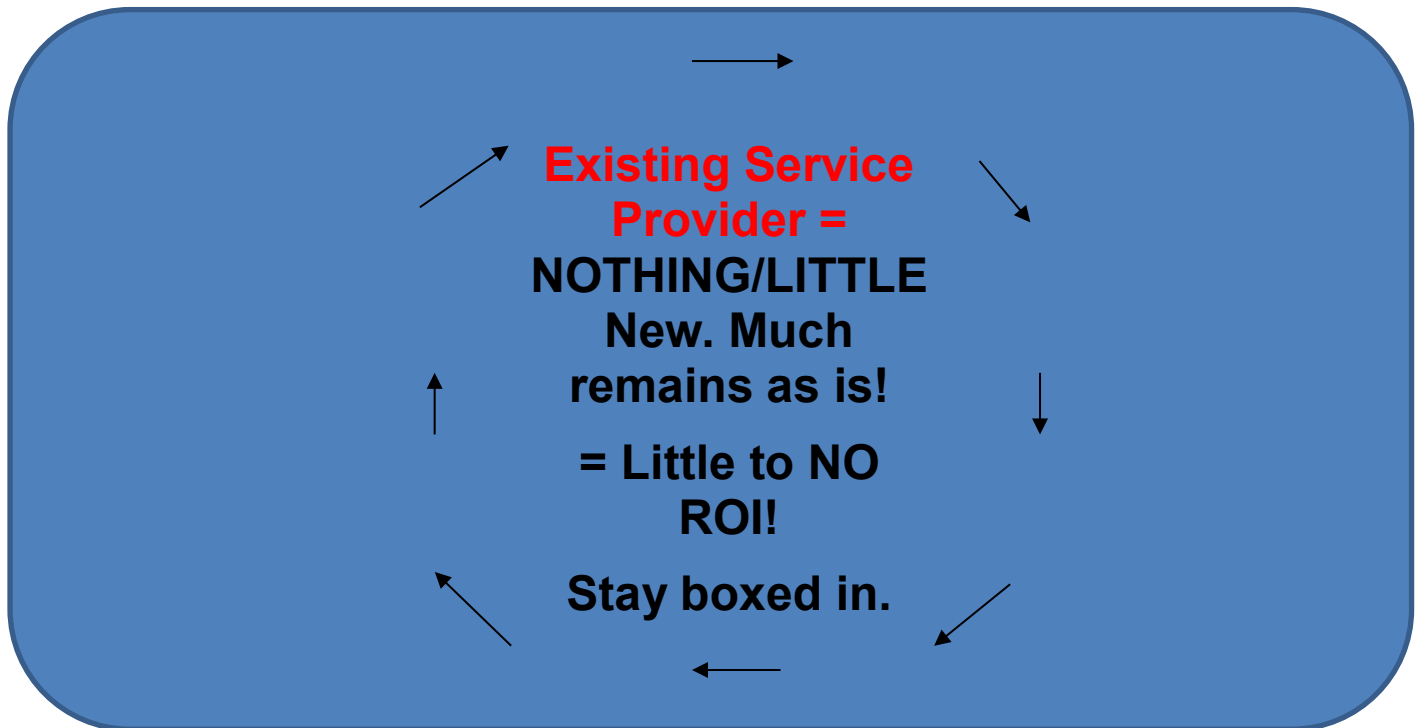 Existing Service
Provider =
NOTHING/LITTLE
New. Much
remains as is!
= Little to NO
ROI!
Stay boxed in.